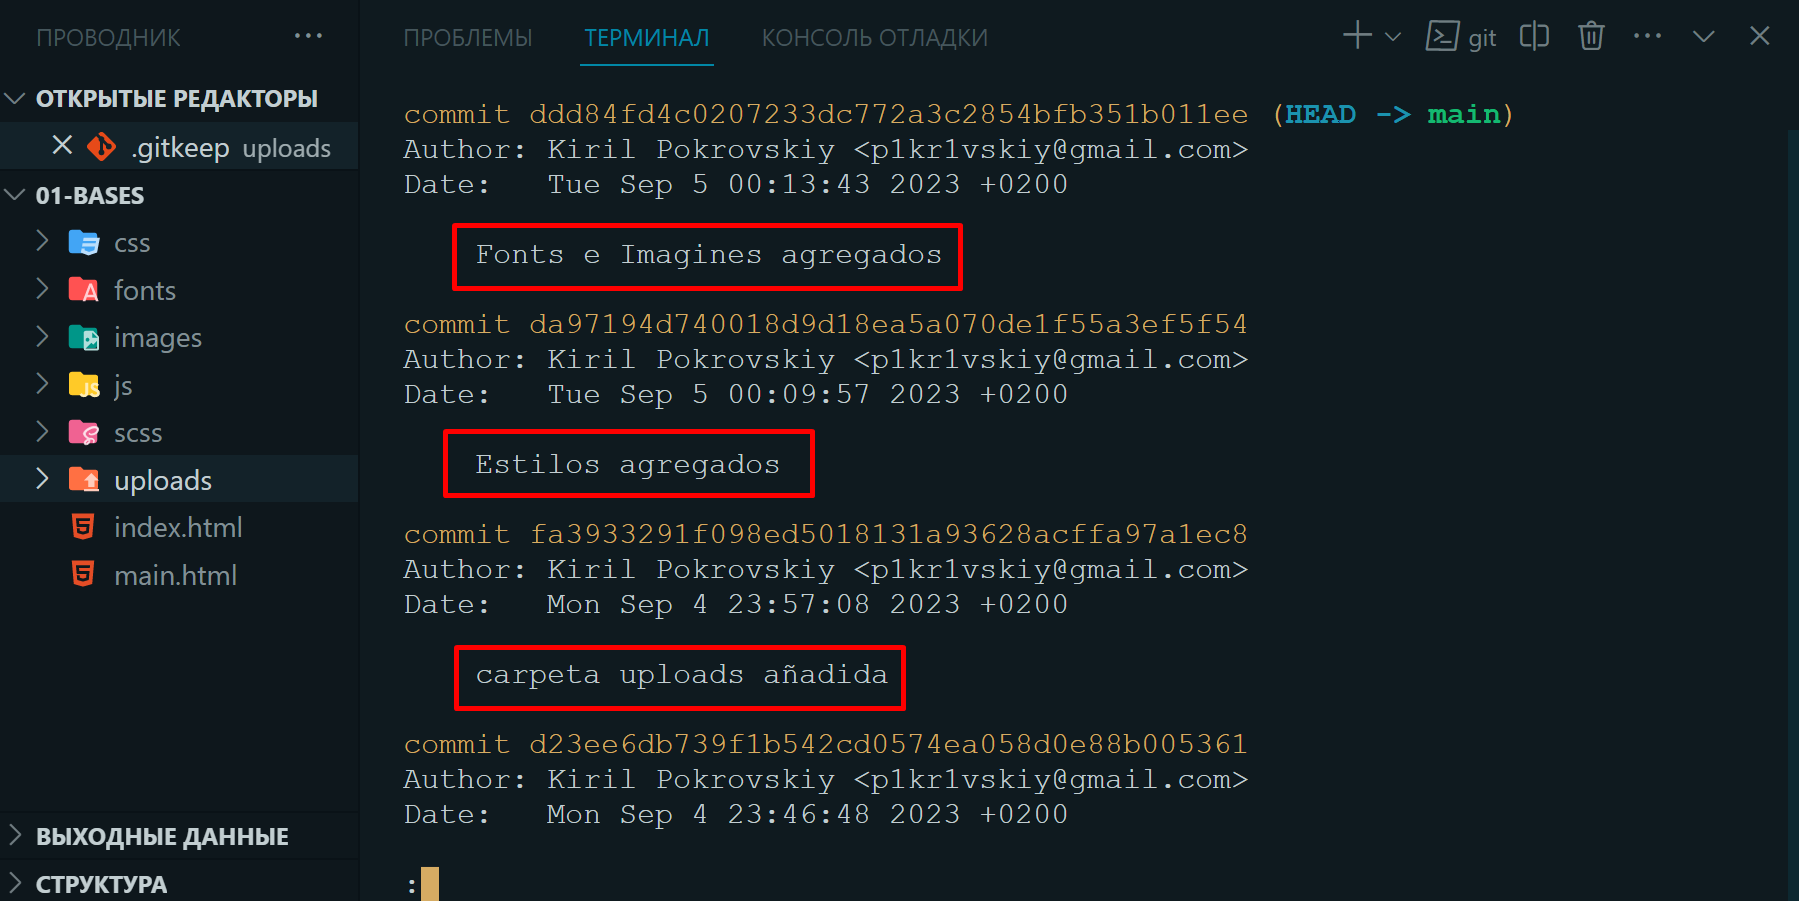 ПРОВОДНИК
ОТКРЫТЫЕ РЕДАКТОРЫ
.gitkeep uploads
01-BASES
css
fonts
images
js
scss
uploads
index.html
main.html
ВЫХОДНЫЕ ДАННЫЕ
СТРУКТУРА
ПРОБЛЕМЫ ТЕРМИНАЛ КОНСОЛЬ ОТЛАДКИ
git
commit ddd84fd4c0207233dc772a3c2854bfb351b011ee (HEAD -> main)
Author: Kiril Pokrovskiy <p1kr1vskiy@gmail.com>
Date: Tue Sep 5 00:13:43 2023 +0200
Fonts e Imagines agregados
commit da97194d740018d9d18ea5a070de1f55a3ef5f54
Author: Kiril Pokrovskiy <p1kr1vskiy@gmail.com>
Date: Tue Sep 5 00:09:57 2023 +0200
Estilos agregados
commit fa3933291f098ed5018131a93628acffa97a1ec8
Author: Kiril Pokrovskiy <p1kr1vskiy@gmail.com>
Date: Mon Sep 4 23:57:08 2023 +0200
carpeta uploads añadida
commit d23ee6db739f1b542cd0574ea058d0e88b005361
Author: Kiril Pokrovskiy <p1kr1vskiy@gmail.com>
Date: Mon Sep 4 23:46:48 2023 +0200
: